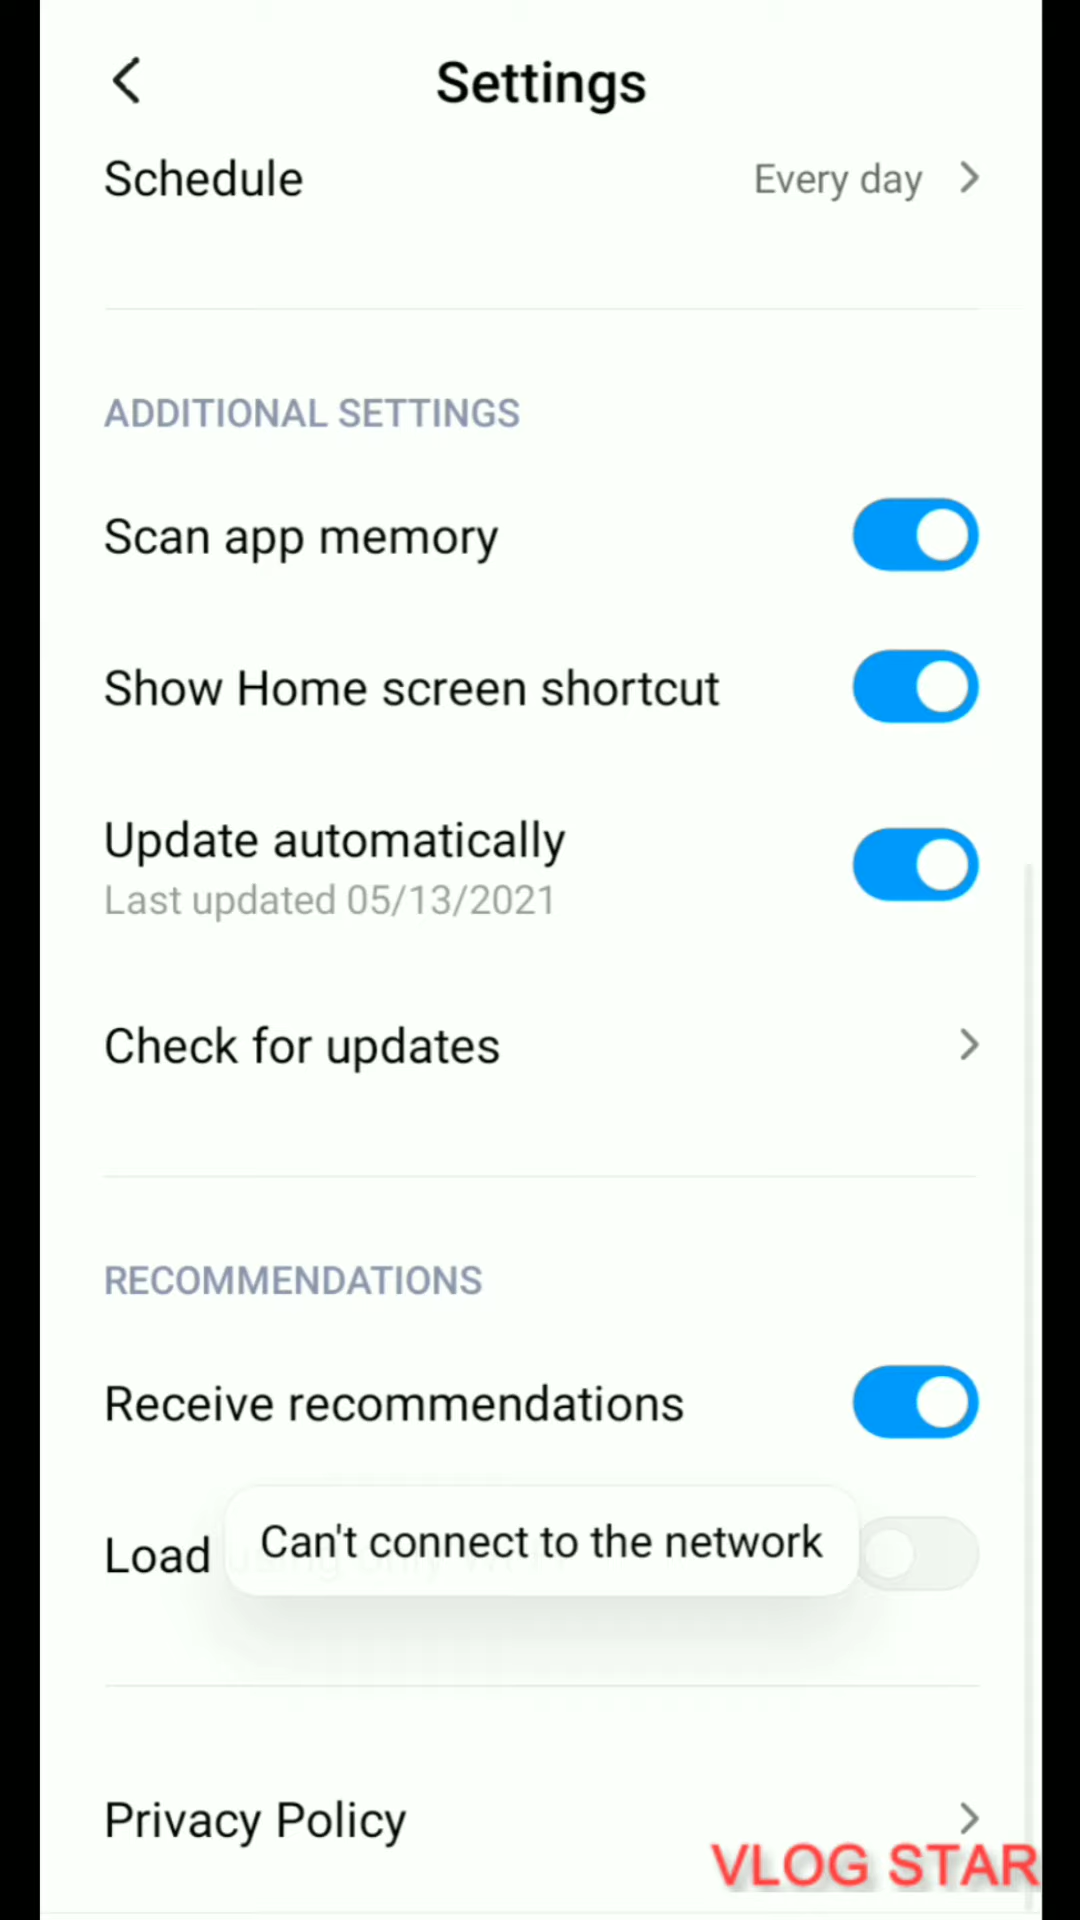 Settings
Schedule
Every day
ADDITIONAL SETTINGS
Scan app memory
Show Home screen shortcut
Update automatically
Last updated 05/13/2021
Check for updates
RECOMMENDATIONS
Receive recommendations
Load
Can't connect to the network
Privacy Policy
VLOG STAR